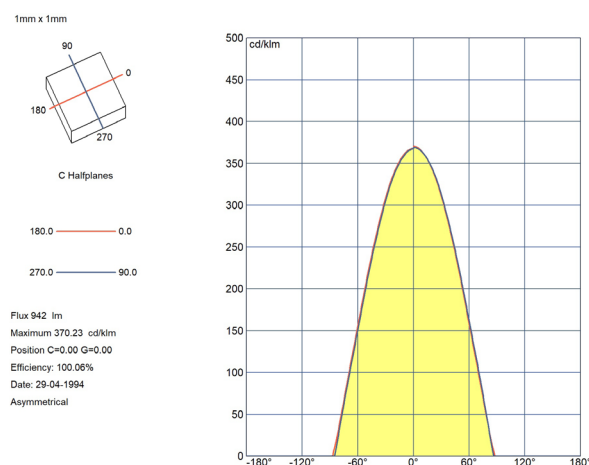 1mm x 1mm
90
0
180
270
C Halfplanes
180.0 0.0
270.0 90.0
Flux 942 lm
Maximum 370.23 cd/klm
Position C=0.00 G=0.00
Efficiency: 100.06%
Date: 29-04-1994
Asymmetrical
500
cd/klm
450
400
350
300
250
200
150
100
50
0
-180° -120° -60° 0° 60° 120° 180°